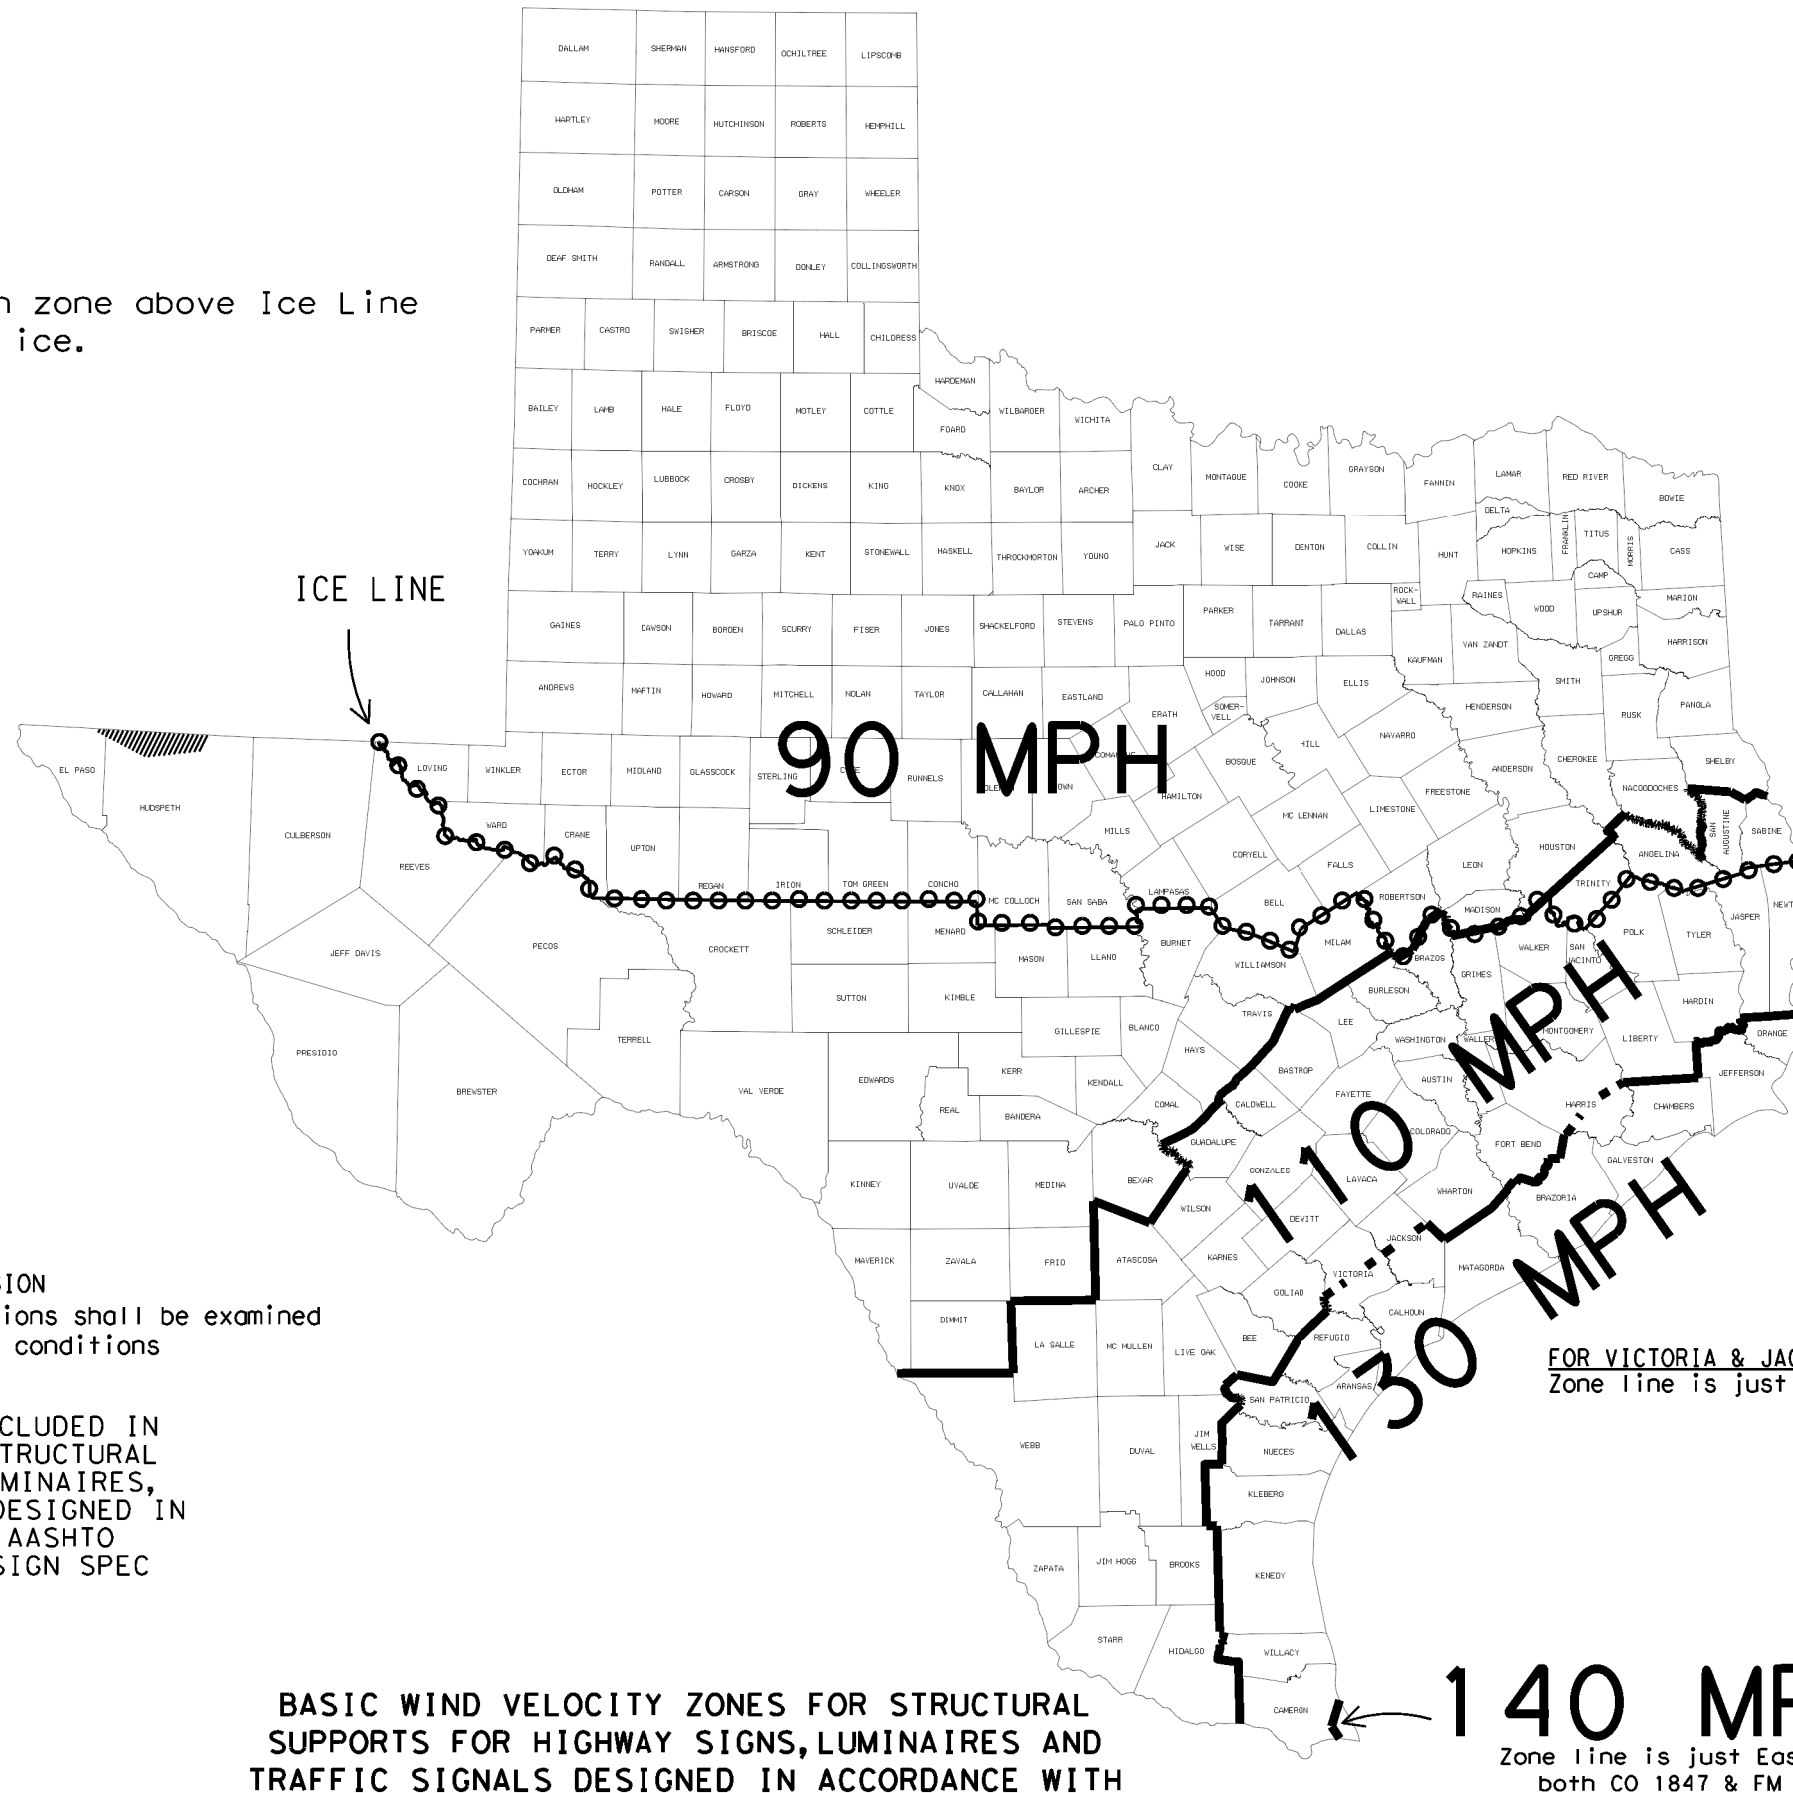 DALLAM SHERMAN HANSFORD OCHILTREE LIPSCOMB
HARTLEY MOORE HUTCHINSON ROBERTS HEMPHILL
OLDHAM POTTER CARSON GRAY WHEELER
DEAF SMITH RANDALL ARMSTRONG DONLEY COLLINGSWORTH
zone above Ice Line
ice.
PARMER CASTRO SWISHER BRISCOE HALL CHILDRESS
HARDEMAN
BAILEY LAMB HALE FLOYD MOTLEY COTTLE FOARD WILBARGER WICHITA
COCHRAN HOCKLEY LUBBOCK CROSBY DICKENS KING KNOX BAYLOR ARCHER CLAY MONTAGUE COOKE GRAYSON FANNIN LAMAR RED RIVER BOWIE
DELTA
YOAKUM TERRY LYNN GARZA KENT STONEWALL HASKELL THROCKMORTON YOUNG JACK WISE DENTON COLLIN HUNT HOPKINS FRANKLIN TITUS MORRIS CASS
CAMP
ICE LINE
ROCK-
WALL
RAINES WOOD UPSHUR MARION
GAINES DAWSON BORDEN SCURRY FISER JONES SHACKELFORD STEVENS PALO PINTO PARKER TARRANT DALLAS KAUFMAN VAN ZANDT GREGG HARRISON
ANDREWS MAFTIN HOWARD MITCHELL NOLAN TAYLOR CALLAHAN EASTLAND ERATH HOOD JOHNSON ELLIS HENDERSON SMITH RUSK PANOLA
SOMER-
VELL
90 MPH
EL PASO HUDSPETH CULBERSON REEVES LOVING WINKLER ECTOR MIDLAND GLASSCOCK STERLING RUNNELS HAMILTON BOSQUE HILL NAVARRO ANDERSON CHEROKEE SHELBY
NACOGDOCHES
WARD CRANE UPTON REGAN IRION TOM GREEN CONCHO MC COLLOCH SAN SABA MILLS LAMPASAS CORYELL MC LENNAN LIMESTONE FREESTONE FALLS LEON HOUSTON ANGELINA SAN AUGUSTINE SABINE
BELL ROBERTSON MADISON TRINITY
JEFF DAVIS PECOS CROCKETT SCHLEIDER MENARD MASON LLANO BURNET WILLIAMSON MILAM BRAZOS GRIMES WALKER SAN JACINTO POLK TYLER JASPER
PRESIDIO BREWSTER TERRELL SUTTON KIMBLE GILLESPIE BLANCO TRAVIS LEE BURLESON WASHINGTON WALLER MONTGOMERY LIBERTY HARDIN ORANGE
VAL VERDE EDWARDS REAL KERR KENDALL BANDERA HAYS COMAL CALDWELL BASTROP FAYETTE AUSTIN HARRIS CHAMBERS JEFFERSON
110 MPH
KINNEY UVALDE MEDINA BEXAR GUADALUPE GONZALES LAVACA COLORADO WHARTON FORT BEND BRAZORIA GALVESTON
WILSON DEVITT JACKSON MATAGORDA
130 MPH
MAVERICK ZAVALA FRIO ATASCOSA KARNES GOLIAD VICTORIA CALHOUN
DIMMIT LA SALLE MC MULLEN LIVE OAK BEE REFUGIO ARANSAS
SAN PATRICIO
WEBB DUVAL JIM WELLS NUECES
KLEBERG
ZAPATA JIM HOGG BROOKS KENEDY
STARR HIDALGO WILLACY
CAMERON
SION
ions shall be examined
conditions
FOR VICTORIA & JAC
Zone line is just
CLUDED IN
TRUCTURAL
MINAIRES,
DESIGNED IN
AASHTO
SIGN SPEC
140 MP
Zone line is just Eas
both CO 1847 & FM
BASIC WIND VELOCITY ZONES FOR STRUCTURAL
SUPPORTS FOR HIGHWAY SIGNS, LUMINAIRES AND
TRAFFIC SIGNALS DESIGNED IN ACCORDANCE WITH